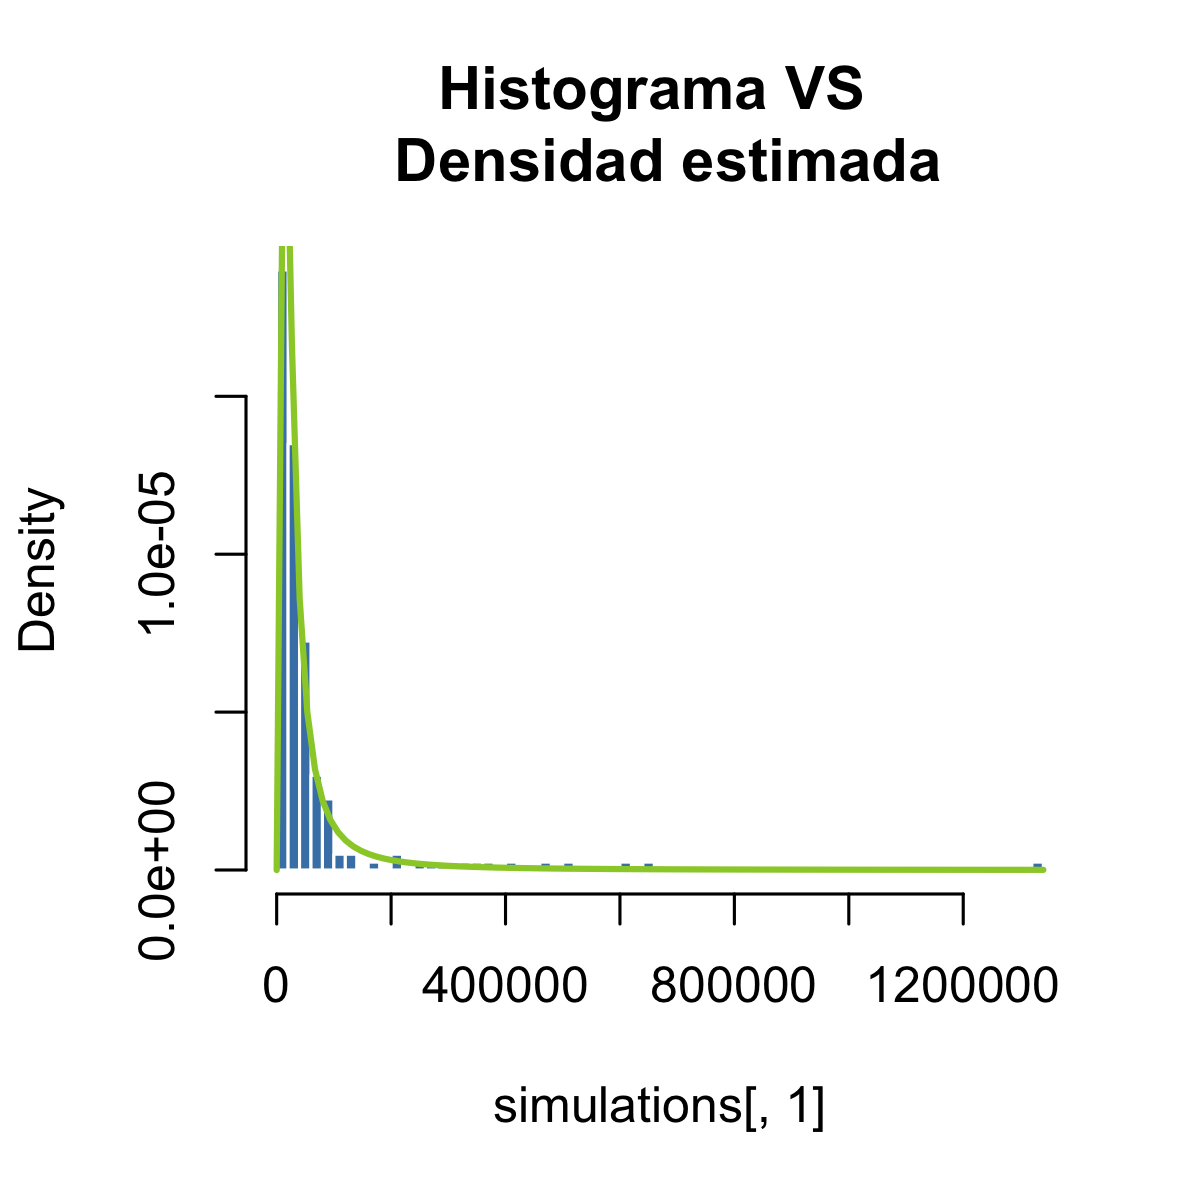 Histograma VS
Densidad estimada
Density
1.0e-05
0.0e+00
0
400000
800000
1200000
simulations[, 1]